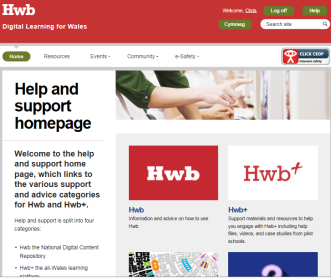 Hwb
Welcome, Chris
Log off
Help
Digital Learning for Wales
Cymraeg
Search site
Home
Resources
Events
Community
e-Safety
CLICK CEOP
Internet safety
Help and
support
homepage
Welcome to the help
and support home
page, which links to
the various support
and advice categories
for Hwb and Hwb+.
Help and support is split into four
categories:
Hwb the National Digital Content
Repository
Hwb+ the all-Wales learning
platform
Hwb
Hwb
Information and advice on how to use
Hwb.
Hwb+
Hwb+
Support materials and resources to help
you engage with Hwb+ including help
files, videos, and case studies from pilot
schools.